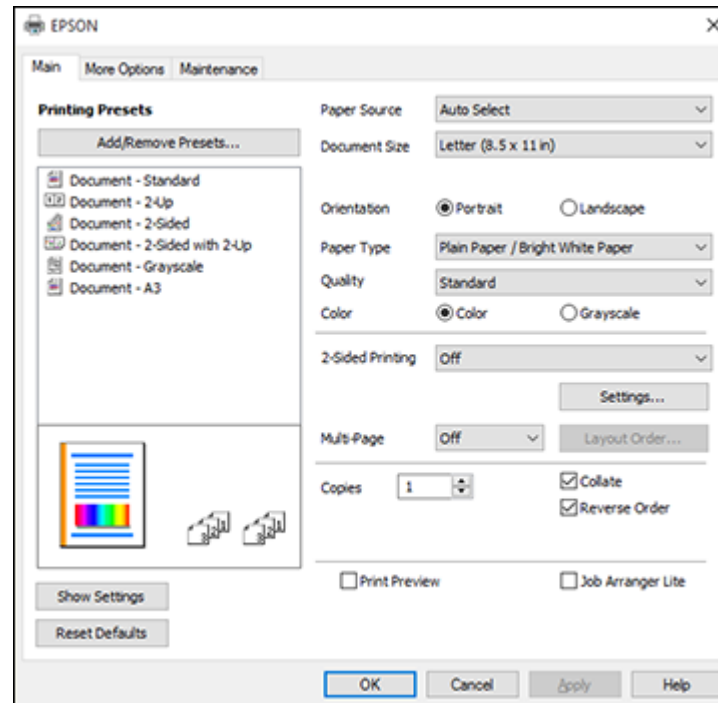 EPSON
Main More Options Maintenance
Printing Presets
Add/Remove Presets...
Document - Standard
Document - 2-Up
Document - 2-Sided
Document - 2-Sided with 2-Up
Document - Grayscale
Document - A3
Show Settings
Reset Defaults
Paper Source Auto Select
Document Size Letter (8.5 x 11 in)
Orientation Portrait Landscape
Paper Type Plain Paper / Bright White Paper
Quality Standard
Color Color Grayscale
2-Sided Printing Off
Settings...
Multi-Page Off Layout Order...
Copies 1 Collate
Reverse Order
Print Preview Job Arranger Lite
OK Cancel Apply Help